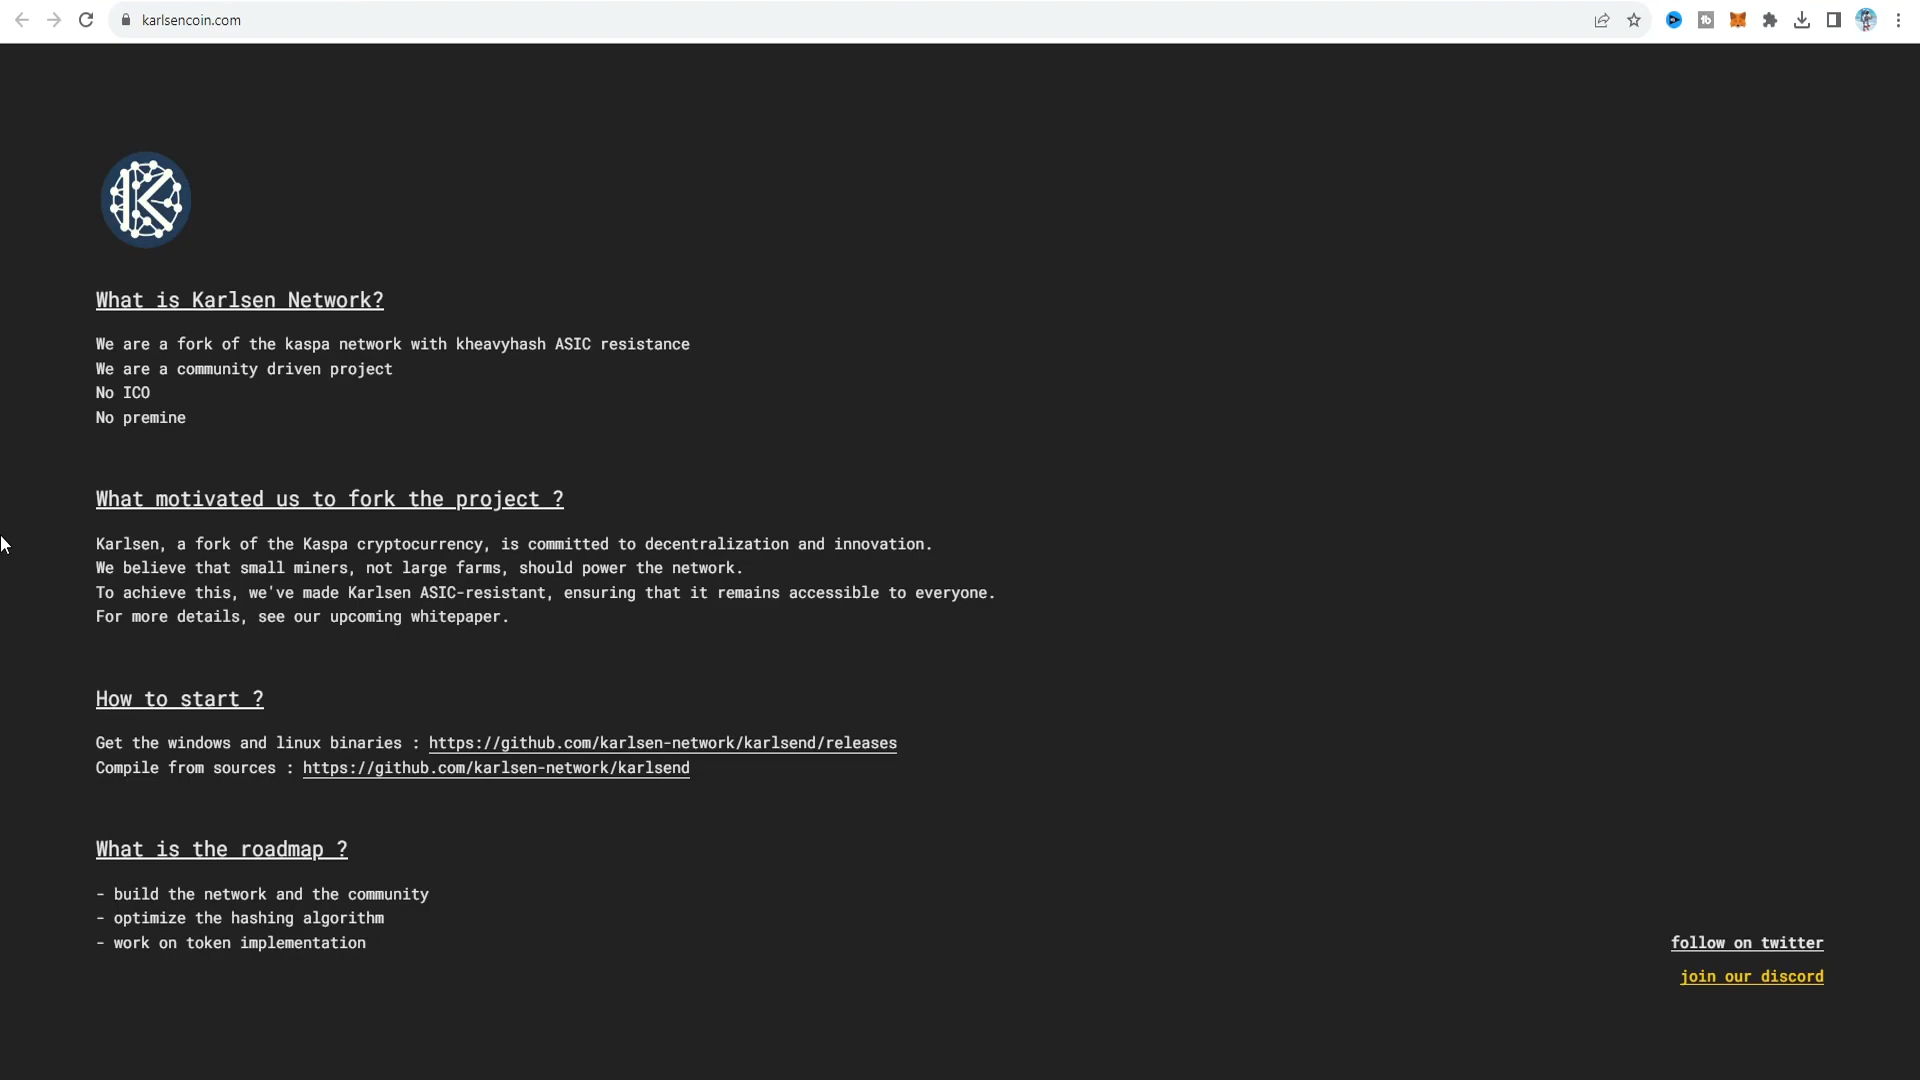 karlsencoin.com
What is Karlsen Network?
We are a fork of the kaspa network with kheavyhash ASIC resistance
We are a community driven project
No ICO
No premine
What motivated us to fork the project ?
Karlsen, a fork of the Kaspa cryptocurrency, is committed to decentralization and innovation.
We believe that small miners, not large farms, should power the network.
To achieve this, we've made Karlsen ASIC-resistant, ensuring that it remains accessible to everyone.
For more details, see our upcoming whitepaper.
How to start ?
Get the windows and linux binaries : https://github.com/karlsen-network/karlsend/releases
Compile from sources : https://github.com/karlsen-network/karlsend
What is the roadmap ?
- build the network and the community
- optimize the hashing algorithm
- work on token implementation
follow on twitter
join our discord